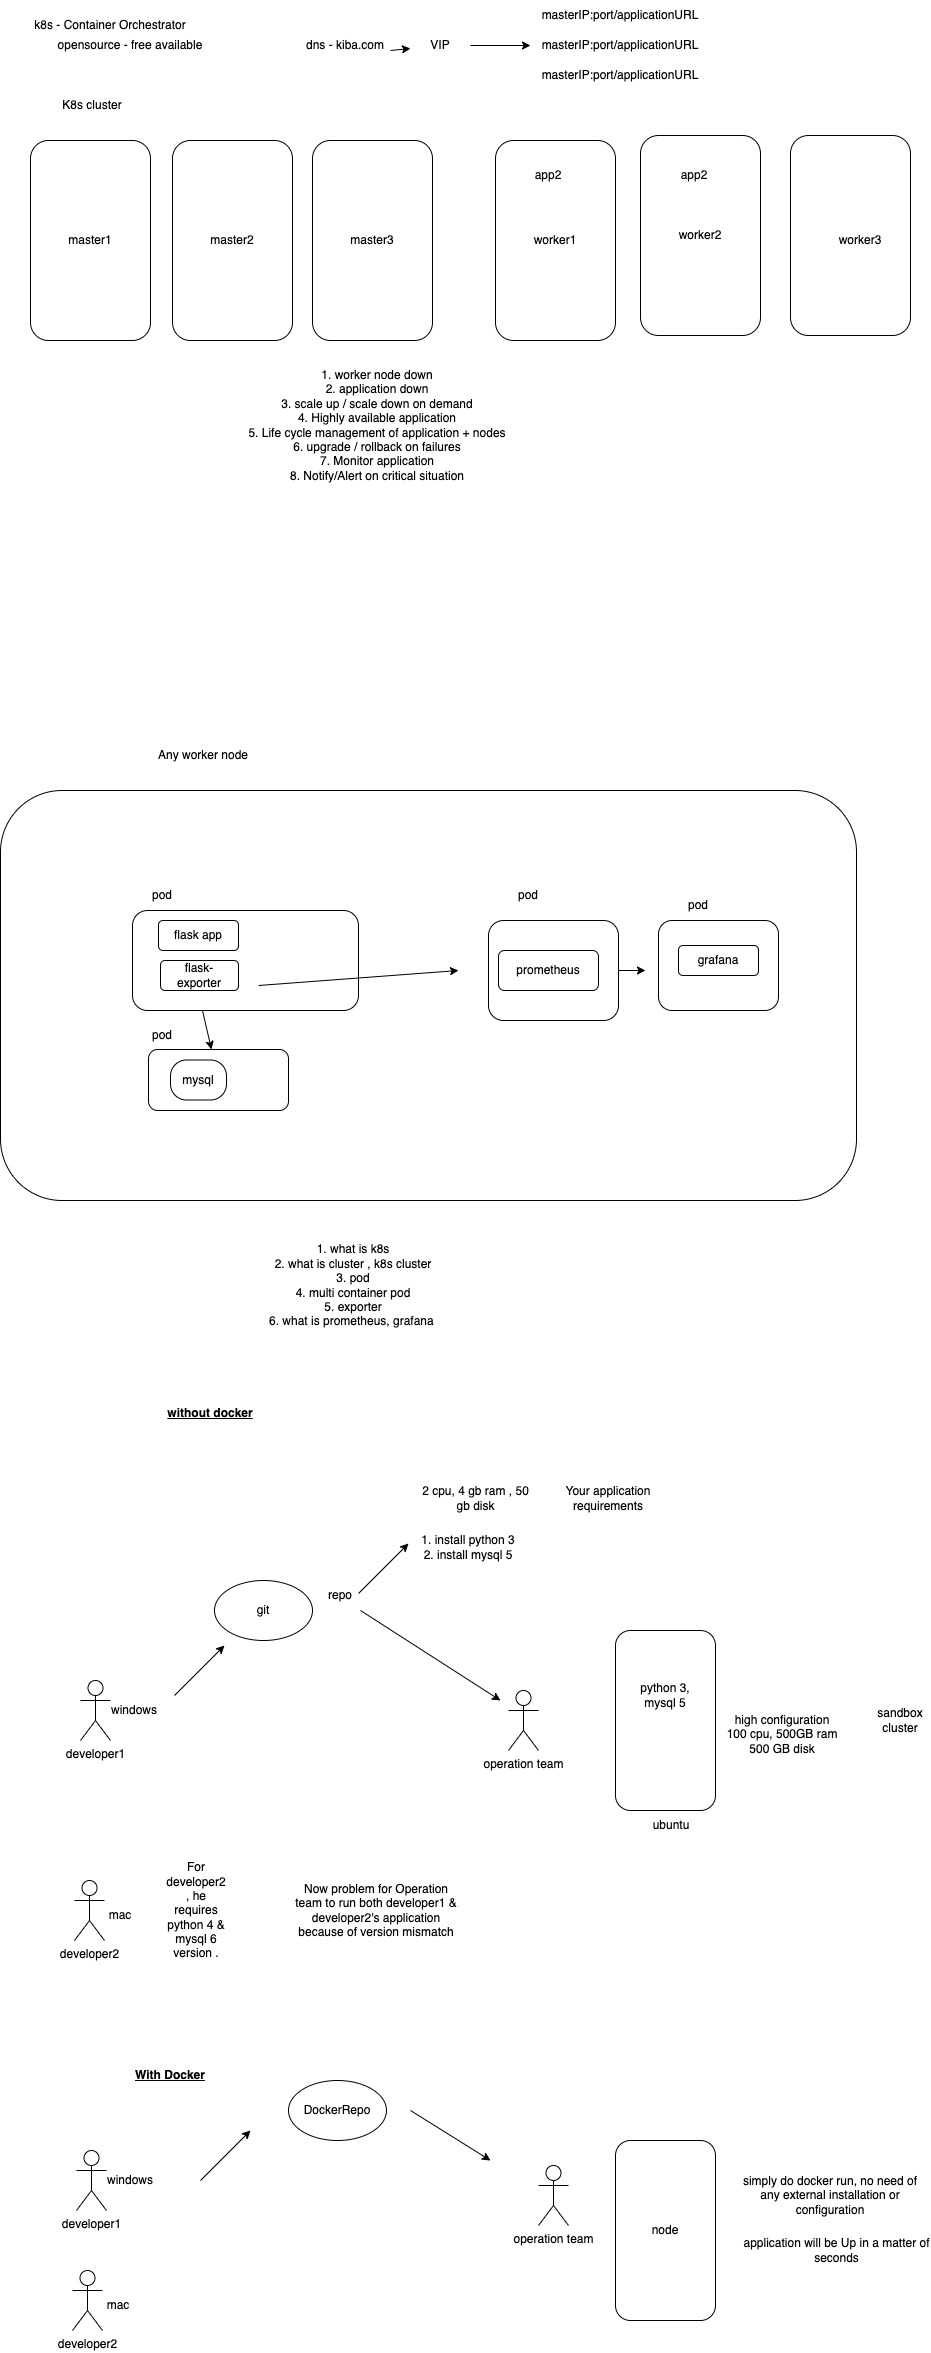 k8s - Container Orchestrator
opensource - free available
dns - kiba.com
VIP
masterIP:port/applicationURL
masterIP:port/applicationURL
masterIP:port/applicationURL
K8s cluster
master1
master2
master3
app2
worker1
app2
worker2
worker3
1. worker node down
2. application down
3. scale up / scale down on demand
4. Highly available application
5. Life cycle management of application + nodes
6. upgrade / rollback on failures
7. Monitor application
8. Notify/Alert on critical situation
Any worker node
pod
flask app
flask-
exporter
pod
mysql
pod
prometheus
pod
grafana
1. what is k8s
2. what is cluster , k8s cluster
3. pod
4. multi container pod
5. exporter
6. what is prometheus, grafana
without docker
2 cpu, 4 gb ram , 50
gb disk
Your application
requirements
1. install python 3
2. install mysql 5
repo
git
windows
developer1
operation team
python 3,
mysql 5
ubuntu
high configuration
100 cpu, 500GB ram
500 GB disk
sandbox
cluster
mac
developer2
For
developer2
, he
requires
python 4 &
mysql 6
version .
Now problem for Operation
team to run both developer1 &
developer2's application
because of version mismatch
With Docker
DockerRepo
windows
developer1
operation team
node
simply do docker run, no need of
any external installation or
configuration
application will be Up in a matter of
seconds
mac
developer2